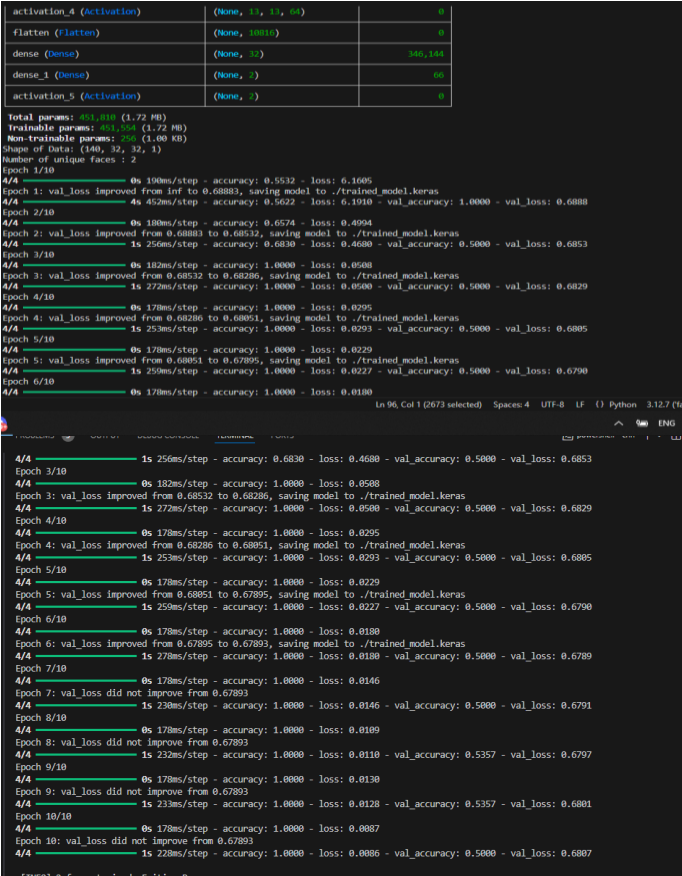 activation_4 (Activation) (None, 13, 13, 64) 0
flatten (Flatten) (None, 10816) 0
dense (Dense) (None, 32) 346,144
dense_1 (Dense) (None, 2) 66
activation_5 (Activation) (None, 2) 0
Total params: 451,810 (1.72 MB)
Trainable params: 451,554 (1.72 MB)
Non-trainable params: 256 (1.00 KB)
Shape of Data: (140, 32, 32, 1)
Number of unique faces : 2
Epoch 1/10
4/4 0s 190ms/step - accuracy: 0.5532 - loss: 6.1605
Epoch 1: val_loss improved from inf to 0.68883, saving model to ./trained_model.keras
4/4 4s 452ms/step - accuracy: 0.5622 - loss: 6.1910 - val_accuracy: 1.0000 - val_loss: 0.6888
Epoch 2/10
4/4 0s 180ms/step - accuracy: 0.6574 - loss: 0.4994
Epoch 2: val_loss improved from 0.68883 to 0.68532, saving model to ./trained_model.keras
4/4 1s 256ms/step - accuracy: 0.6830 - loss: 0.4680 - val_accuracy: 0.5000 - val_loss: 0.6853
Epoch 3/10
4/4 0s 182ms/step - accuracy: 1.0000 - loss: 0.0508
Epoch 3: val_loss improved from 0.68532 to 0.68286, saving model to ./trained_model.keras
4/4 1s 272ms/step - accuracy: 1.0000 - loss: 0.0500 - val_accuracy: 0.5000 - val_loss: 0.6829
Epoch 4/10
4/4 0s 178ms/step - accuracy: 1.0000 - loss: 0.0295
Epoch 4: val_loss improved from 0.68286 to 0.68051, saving model to ./trained_model.keras
4/4 1s 253ms/step - accuracy: 1.0000 - loss: 0.0293 - val_accuracy: 0.5000 - val_loss: 0.6805
Epoch 5/10
4/4 0s 178ms/step - accuracy: 1.0000 - loss: 0.0229
Epoch 5: val_loss improved from 0.68051 to 0.67895, saving model to ./trained_model.keras
4/4 1s 259ms/step - accuracy: 1.0000 - loss: 0.0227 - val_accuracy: 0.5000 - val_loss: 0.6790
Epoch 6/10
4/4 0s 178ms/step - accuracy: 1.0000 - loss: 0.0180
Ln 96, Col 1 (2673 selected) Spaces: 4 UTF-8 LF {} Python 3.12.7
ENG
4/4 1s 256ms/step - accuracy: 0.6830 - loss: 0.4680 - val_accuracy: 0.5000 - val_loss: 0.6853
Epoch 3/10
4/4 0s 182ms/step - accuracy: 1.0000 - loss: 0.0508
Epoch 3: val_loss improved from 0.68532 to 0.68286, saving model to ./trained_model.keras
4/4 1s 272ms/step - accuracy: 1.0000 - loss: 0.0500 - val_accuracy: 0.5000 - val_loss: 0.6829
Epoch 4/10
4/4 0s 178ms/step - accuracy: 1.0000 - loss: 0.0295
Epoch 4: val_loss improved from 0.68286 to 0.68051, saving model to ./trained_model.keras
4/4 1s 253ms/step - accuracy: 1.0000 - loss: 0.0293 - val_accuracy: 0.5000 - val_loss: 0.6805
Epoch 5/10
4/4 0s 178ms/step - accuracy: 1.0000 - loss: 0.0229
Epoch 5: val_loss improved from 0.68051 to 0.67895, saving model to ./trained_model.keras
4/4 1s 259ms/step - accuracy: 1.0000 - loss: 0.0227 - val_accuracy: 0.5000 - val_loss: 0.6790
Epoch 6/10
4/4 0s 178ms/step - accuracy: 1.0000 - loss: 0.0180
Epoch 6: val_loss improved from 0.67895 to 0.67893, saving model to ./trained_model.keras
4/4 1s 278ms/step - accuracy: 1.0000 - loss: 0.0180 - val_accuracy: 0.5000 - val_loss: 0.6789
Epoch 7/10
4/4 0s 178ms/step - accuracy: 1.0000 - loss: 0.0146
Epoch 7: val_loss did not improve from 0.67893
4/4 1s 230ms/step - accuracy: 1.0000 - loss: 0.0146 - val_accuracy: 0.5000 - val_loss: 0.6791
Epoch 8/10
4/4 0s 178ms/step - accuracy: 1.0000 - loss: 0.0109
Epoch 8: val_loss did not improve from 0.67893
4/4 1s 232ms/step - accuracy: 1.0000 - loss: 0.0110 - val_accuracy: 0.5357 - val_loss: 0.6797
Epoch 9/10
4/4 0s 178ms/step - accuracy: 1.0000 - loss: 0.0130
Epoch 9: val_loss did not improve from 0.67893
4/4 1s 233ms/step - accuracy: 1.0000 - loss: 0.0128 - val_accuracy: 0.5357 - val_loss: 0.6801
Epoch 10/10
4/4 0s 178ms/step - accuracy: 1.0000 - loss: 0.0087
Epoch 10: val_loss did not improve from 0.67893
4/4 1s 228ms/step - accuracy: 1.0000 - loss: 0.0086 - val_accuracy: 0.5000 - val_loss: 0.6807